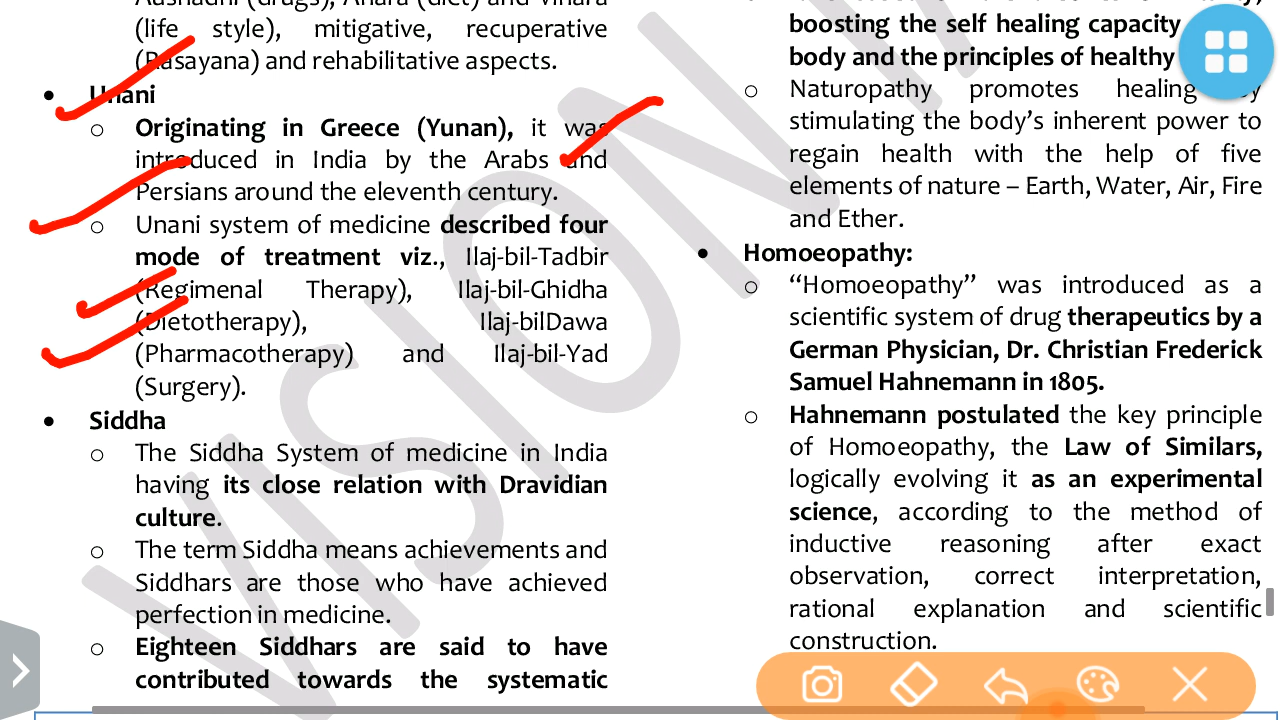 Aushadhi (drugs), Ahara (diet) and Vihara
(life style), mitigative, recuperative
(Rasayana) and rehabilitative aspects.
• Unani
o Originating in Greece (Yunan), it was
introduced in India by the Arabs and
Persians around the eleventh century.
o Unani system of medicine described four
mode of treatment viz., Ilaj-bil-Tadbir
(Regimenal Therapy), Ilaj-bil-Ghidha
(Dietotherapy), Ilaj-bilDawa
(Pharmacotherapy) and Ilaj-bil-Yad
(Surgery).
• Siddha
o The Siddha System of medicine in India
having its close relation with Dravidian
culture.
o The term Siddha means achievements and
Siddhars are those who have achieved
perfection in medicine.
o Eighteen Siddhars are said to have
contributed towards the systematic
boosting the self healing capacity
body and the principles of healthy
o Naturopathy promotes healing by
stimulating the body’s inherent power to
regain health with the help of five
elements of nature – Earth, Water, Air, Fire
and Ether.
• Homoeopathy:
o “Homoeopathy” was introduced as a
scientific system of drug therapeutics by a
German Physician, Dr. Christian Frederick
Samuel Hahnemann in 1805.
o Hahnemann postulated the key principle
of Homoeopathy, the Law of Similars,
logically evolving it as an experimental
science, according to the method of
inductive reasoning after exact
observation, correct interpretation,
rational explanation and scientific
construction.
VISION